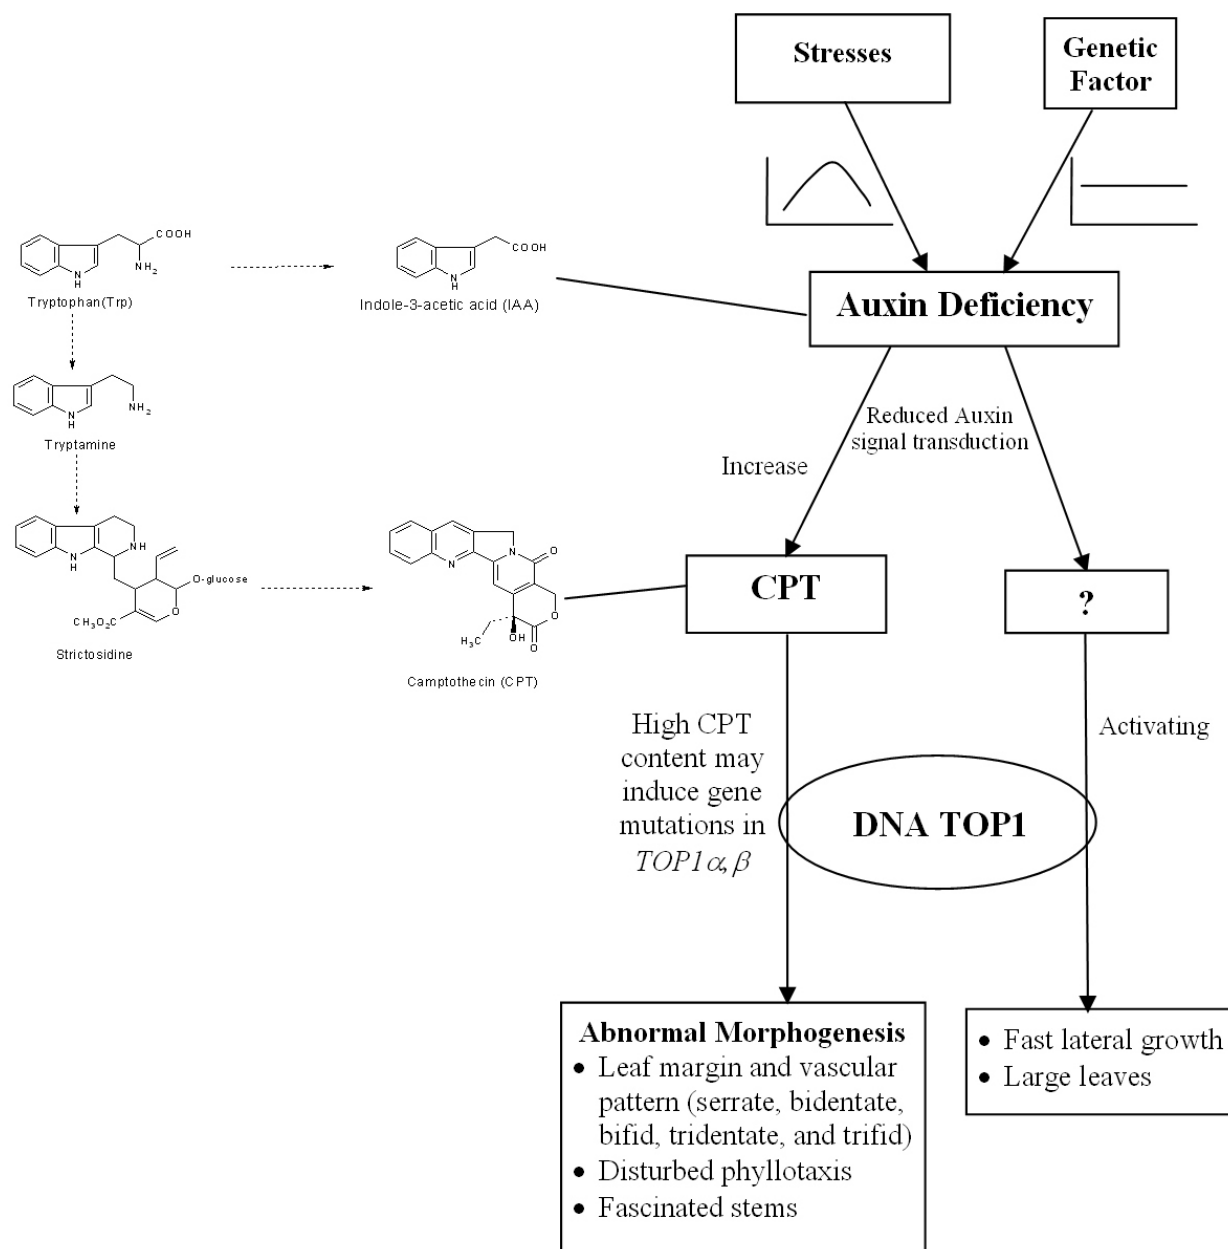 Stresses
Genetic
Factor
COOH
NH₂
N
H
Tryptophan(Trp)
COOH
N
H
Indole-3-acetic acid (IAA)
Auxin Deficiency
NH₂
N
H
Tryptamine
Reduced Auxin
signal transduction
Increase
N
H
NH
O-glucose
O
CH₃O₂C
Strictosidine
N
N
O
O
O
OH
H₃C
Camptothecin (CPT)
CPT
?
High CPT
content may
induce gene
mutations in
TOP1α,β
Activating
DNA TOP1
Abnormal Morphogenesis
• Leaf margin and vascular
pattern (serrate, bidentate,
bifid, tridentate, and trifid)
• Disturbed phyllotaxis
• Fascinated stems
• Fast lateral growth
• Large leaves